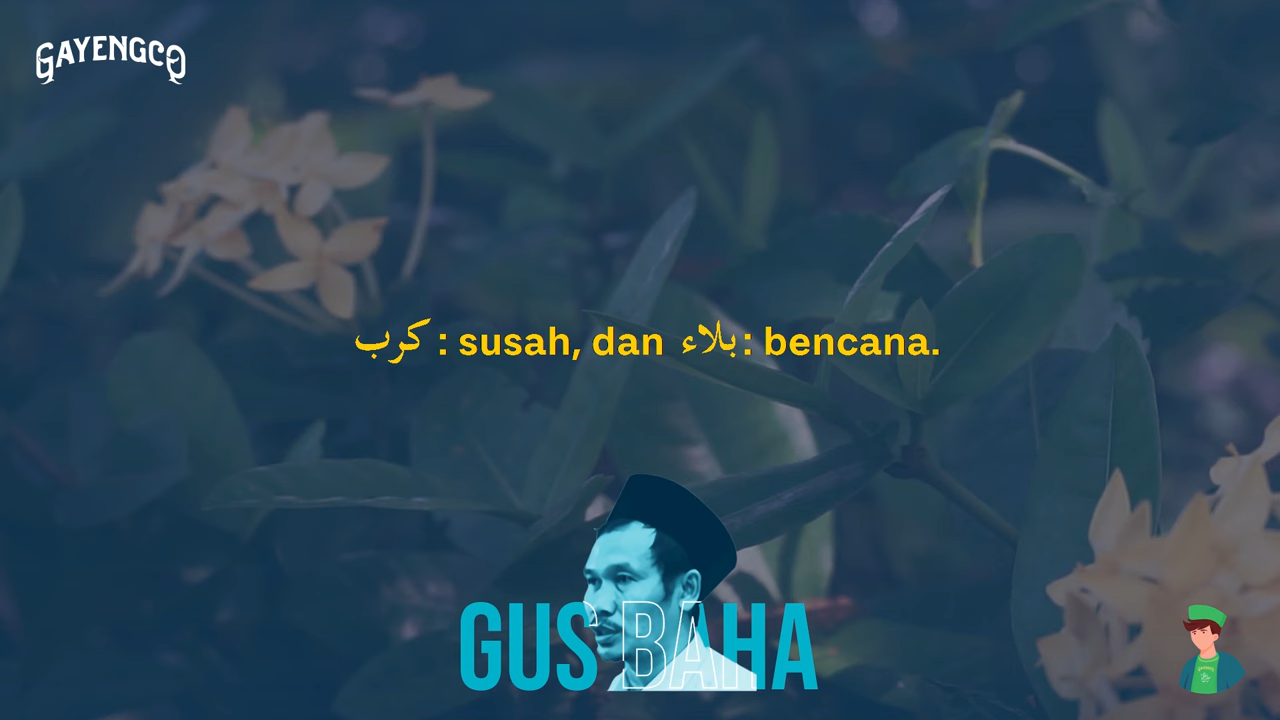 GAYENGCO
كرب : susah, dan بلاء : bencana.
GUS BAHA